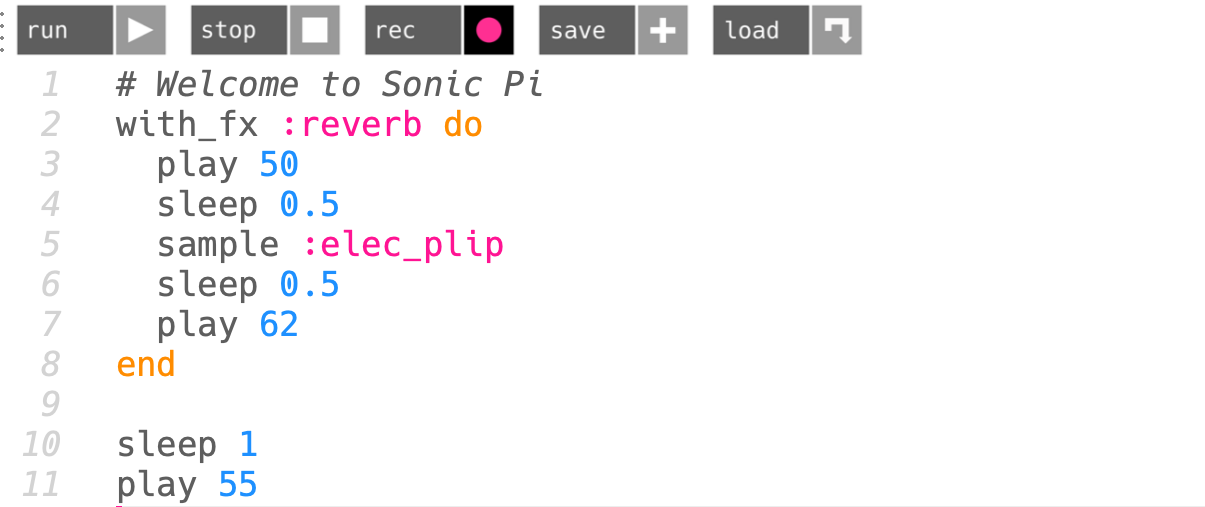 run stop rec save load
1 # Welcome to Sonic Pi
2 with_fx :reverb do
3   play 50
4   sleep 0.5
5   sample :elec_plip
6   sleep 0.5
7   play 62
8 end
9
10 sleep 1
11 play 55